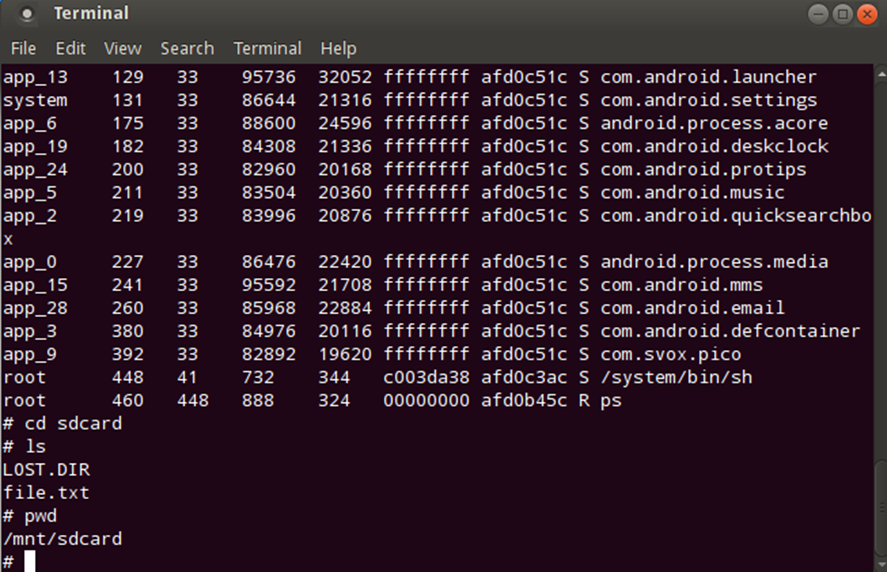 Terminal
File Edit View Search Terminal Help
app_13 129 33 95736 32052 ffffffff afd0c51c S com.android.launcher
system 131 33 86644 21316 ffffffff afd0c51c S com.android.settings
app_6 175 33 88600 24596 ffffffff afd0c51c S android.process.acore
app_19 182 33 84308 21336 ffffffff afd0c51c S com.android.deskclock
app_24 200 33 82960 20168 ffffffff afd0c51c S com.android.protips
app_5 211 33 83504 20360 ffffffff afd0c51c S com.android.music
app_2 219 33 83996 20876 ffffffff afd0c51c S com.android.quicksearchbo
x
app_0 227 33 86476 22420 ffffffff afd0c51c S android.process.media
app_15 241 33 95592 21708 ffffffff afd0c51c S com.android.mms
app_28 260 33 85968 22884 ffffffff afd0c51c S com.android.email
app_3 380 33 84976 20116 ffffffff afd0c51c S com.android.defcontainer
app_9 392 33 82892 19620 ffffffff afd0c51c S com.svox.pico
root 448 41 732 344 c003da38 afd0c3ac S /system/bin/sh
root 460 448 888 324 00000000 afd0b45c R ps
# cd sdcard
# ls
LOST.DIR
file.txt
# pwd
/mnt/sdcard
#